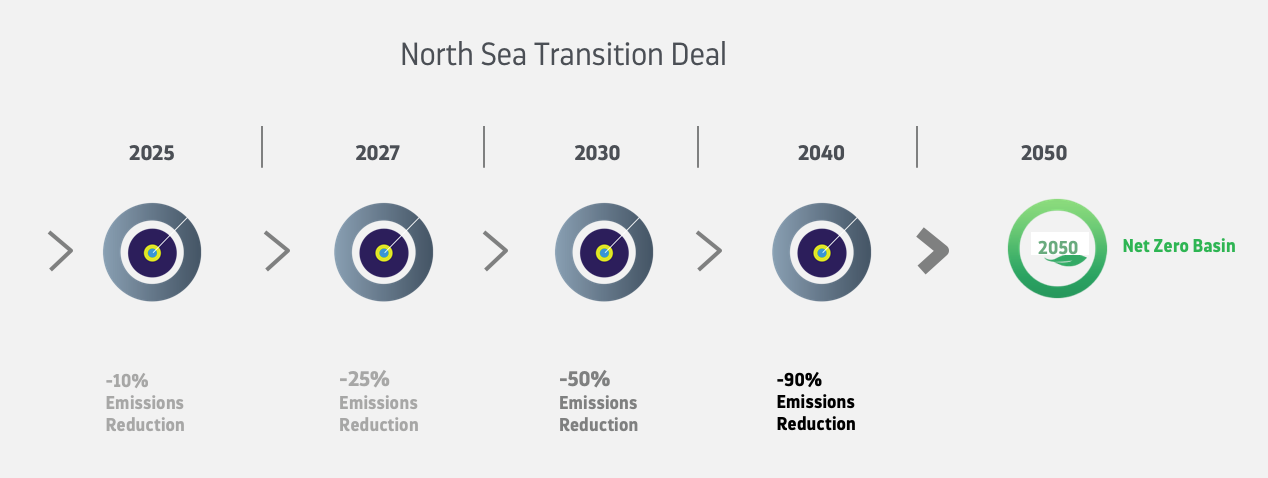 North Sea Transition Deal
2025
2027
2030
2040
2050
2050
Net Zero Basin
-10%
Emissions
Reduction
-25%
Emissions
Reduction
-50%
Emissions
Reduction
-90%
Emissions
Reduction